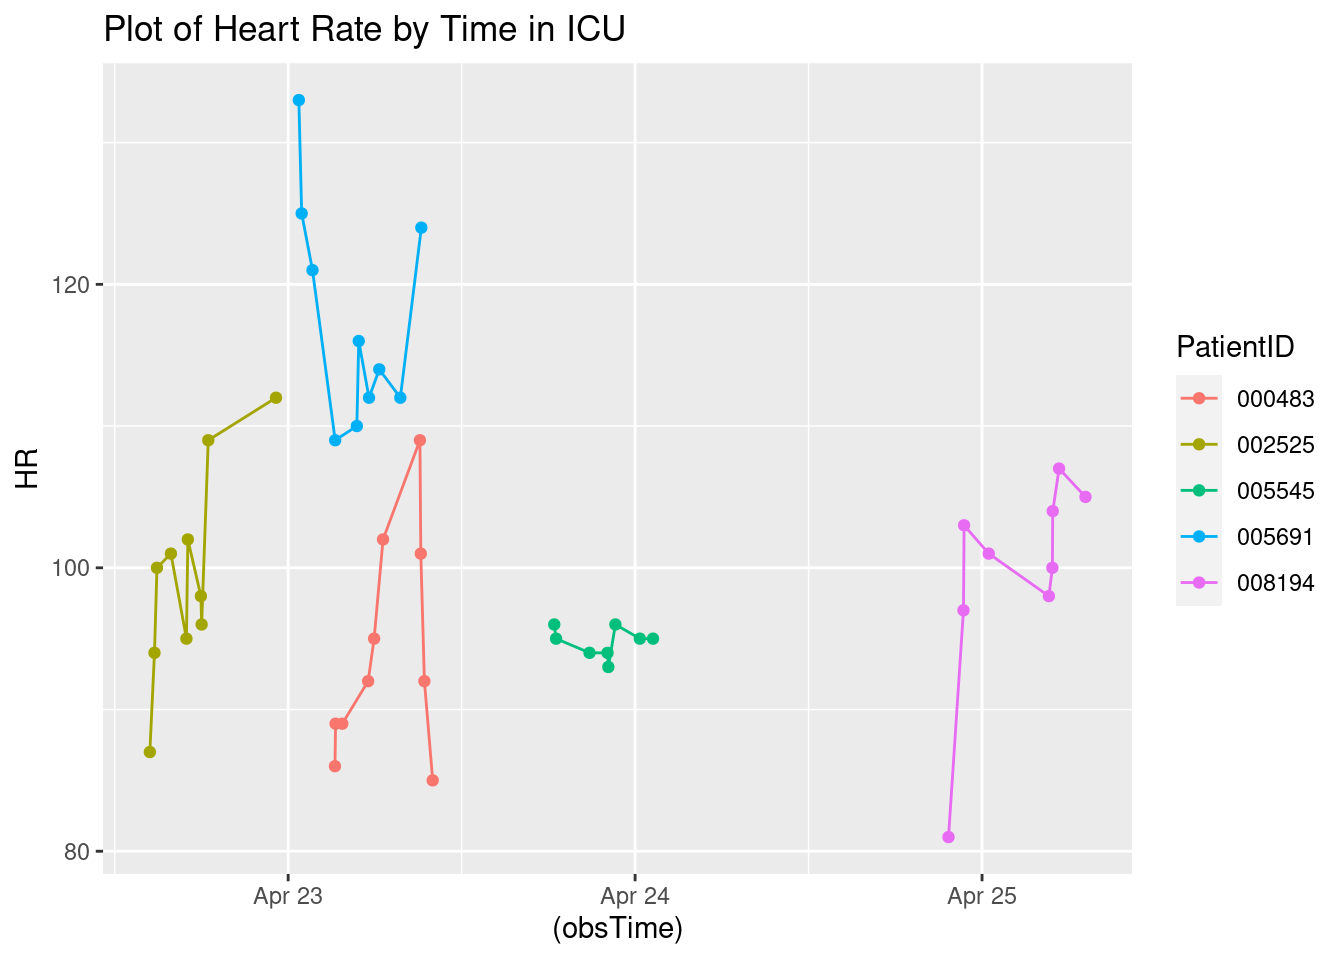 Plot of Heart Rate by Time in ICU
HR
120
100
80
Apr 23
Apr 24
Apr 25
(obsTime)
PatientID
000483
002525
005545
005691
008194